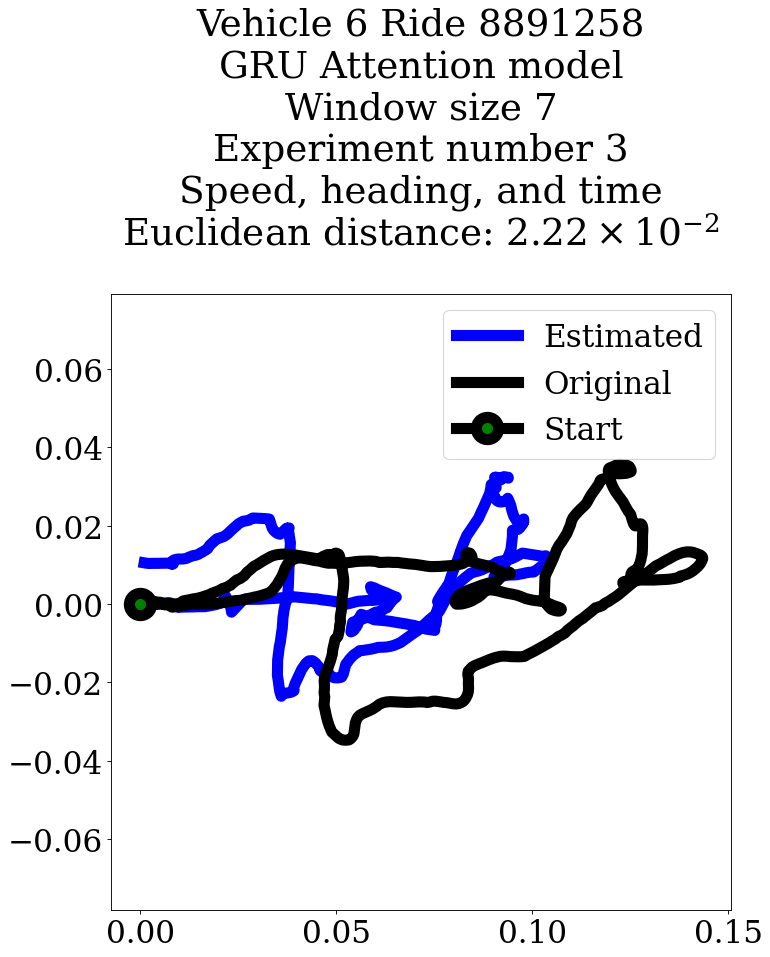 Vehicle 6 Ride 8891258
GRU Attention model
Window size 7
Experiment number 3
Speed, heading, and time
Euclidean distance: 2.22 × 10⁻²
Estimated
Original
Start
0.06
0.04
0.02
0.00
−0.02
−0.04
−0.06
0.00 0.05 0.10 0.15